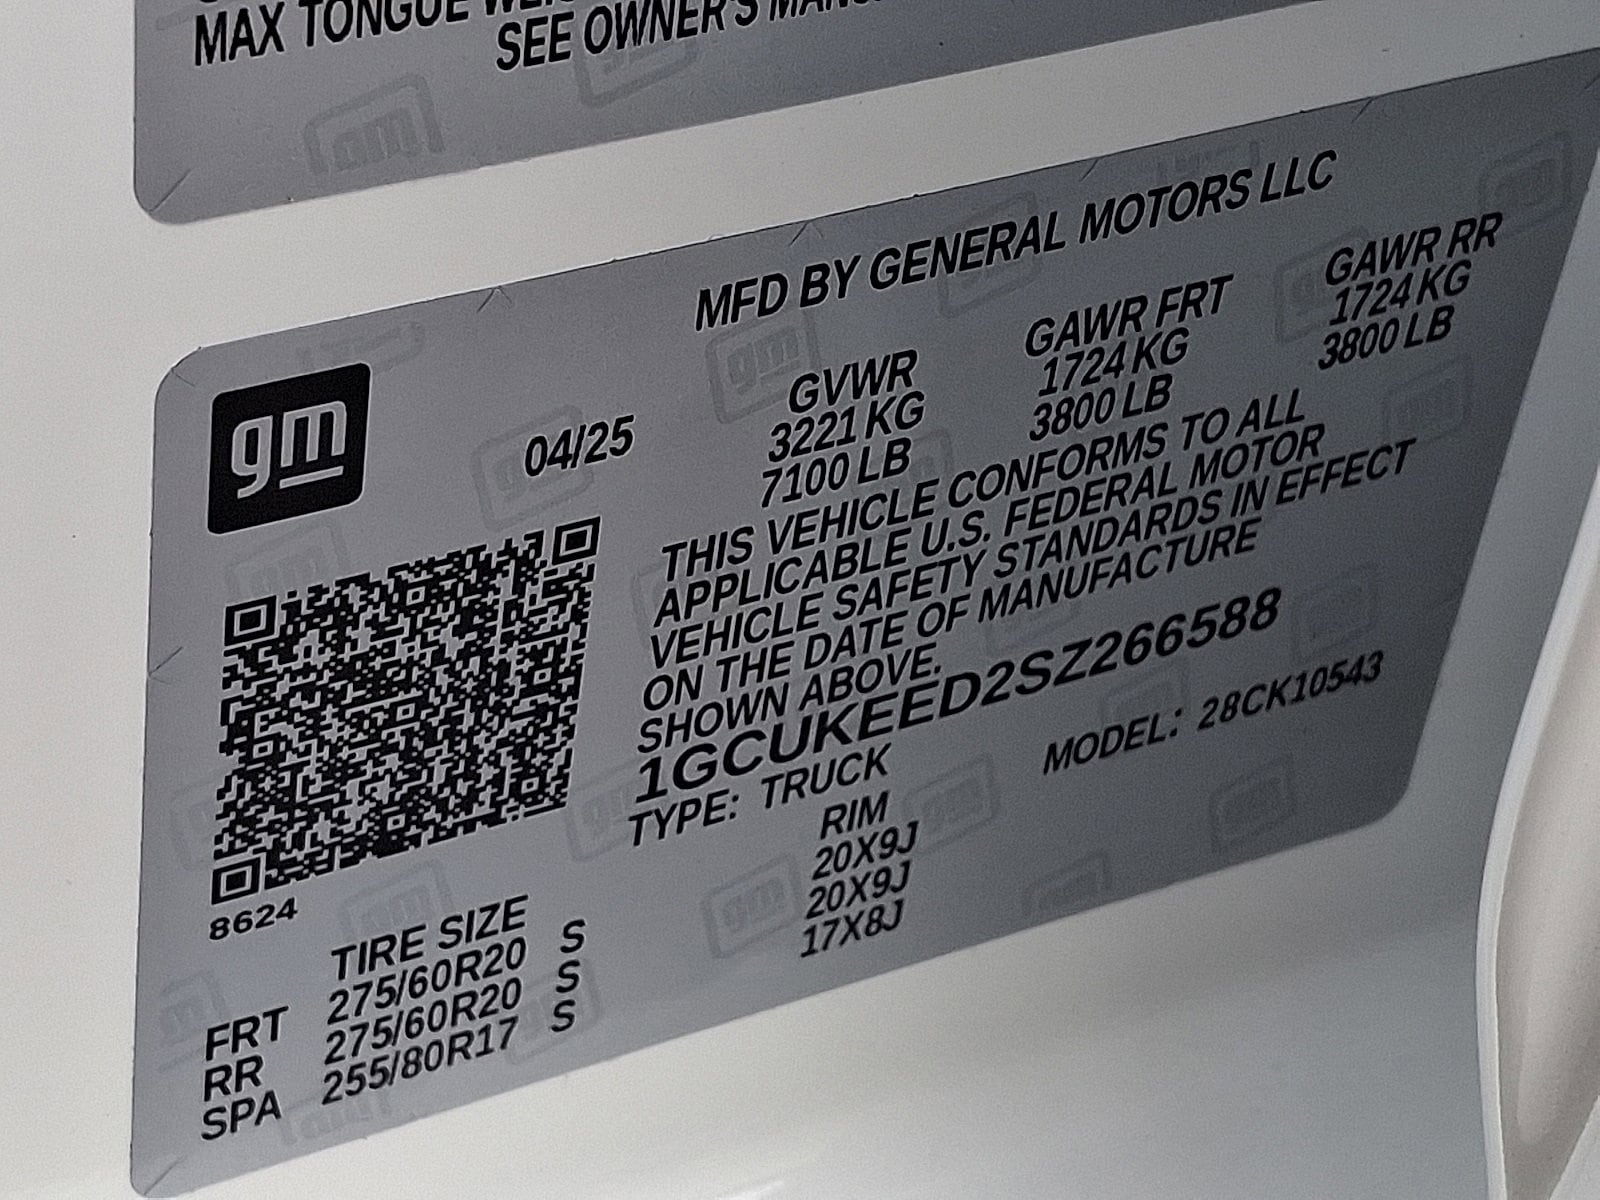 MAX TONGUE
SEE OWNER'S
MFD BY GENERAL MOTORS LLC
gm
04/25
GVWR GAWR FRT GAWR RR
3221 KG 1724 KG 1724 KG
7100 LB 3800 LB 3800 LB
THIS VEHICLE CONFORMS TO ALL
APPLICABLE U.S. FEDERAL MOTOR
VEHICLE SAFETY STANDARDS IN EFFECT
ON THE DATE OF MANUFACTURE
SHOWN ABOVE.
1GCUKEED2SZ266588
TYPE: TRUCK MODEL: 28CK10543
8624
TIRE SIZE RIM
FRT 275/60R20 S 20X9J
RR 275/60R20 S 20X9J
SPA 255/80R17 S 17X8J